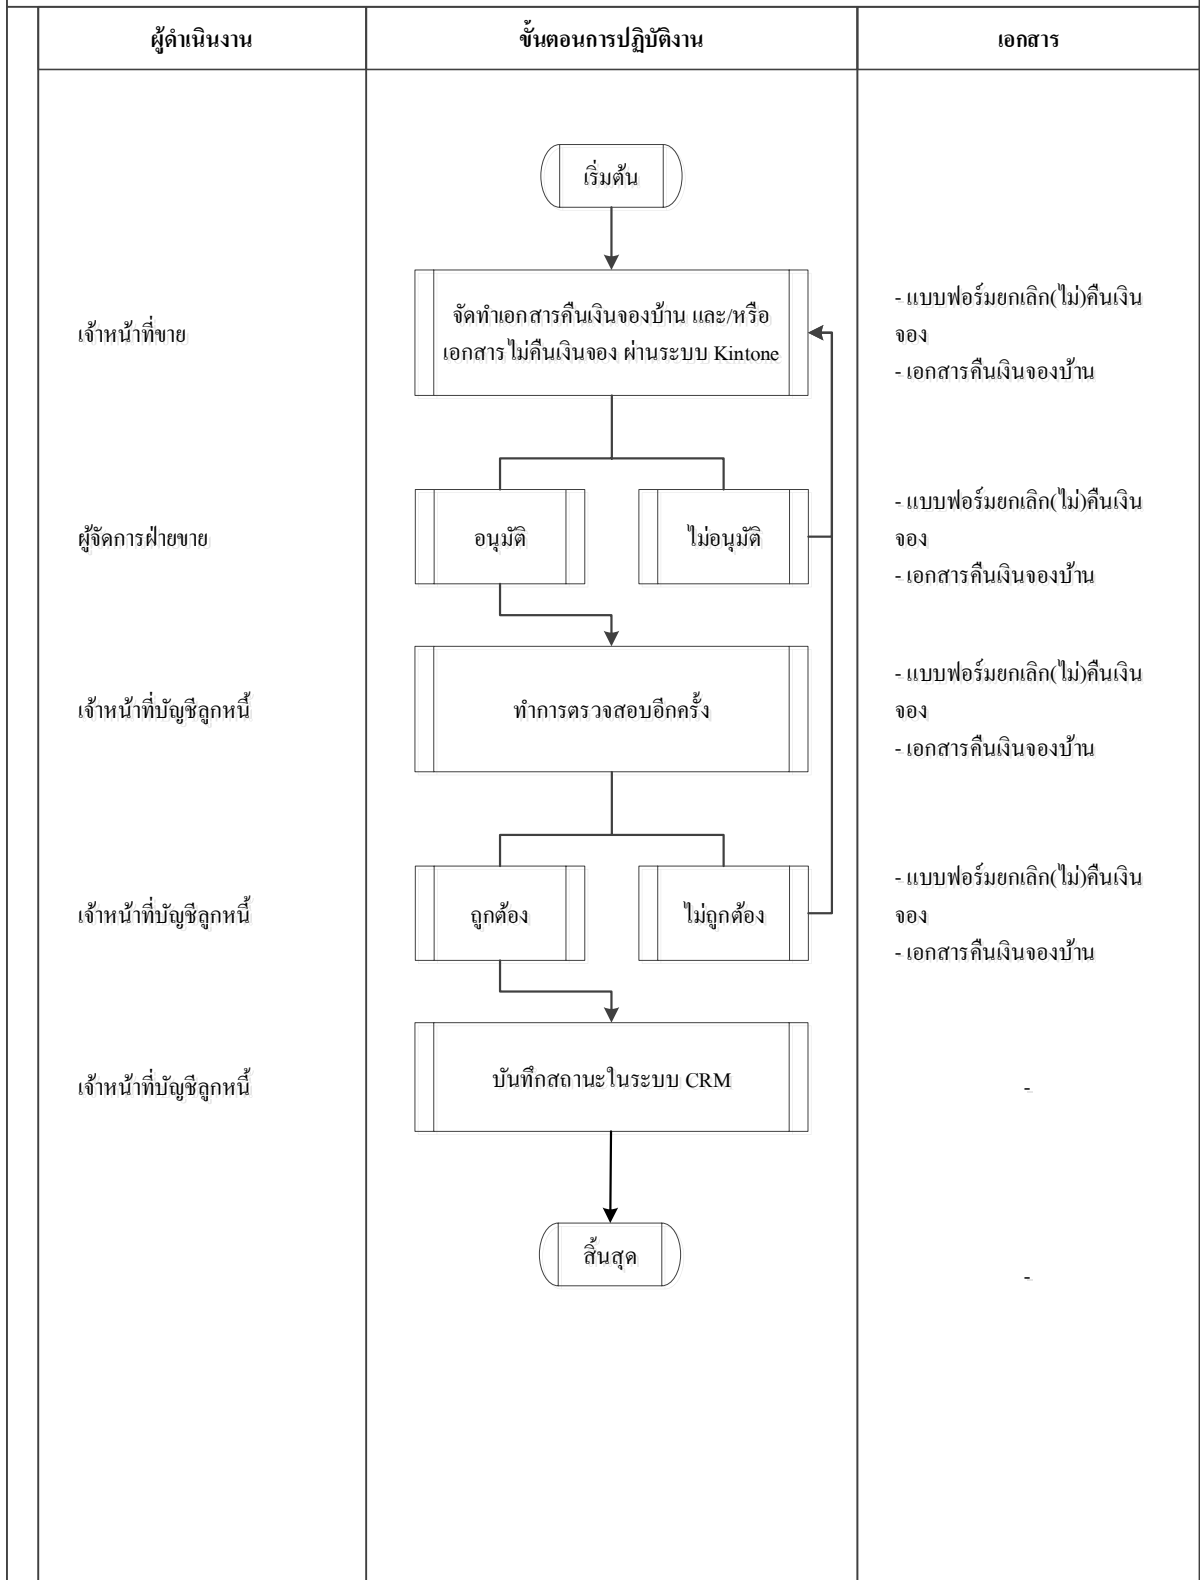 ผู้ดำเนินงาน
ขั้นตอนการปฏิบัติงาน
เอกสาร
เริ่มต้น
เจ้าหน้าที่ขาย
จัดทำเอกสารคืนเงินจองบ้าน และ/หรือ
เอกสารไม่คืนเงินจอง ผ่านระบบ Kintone
- แบบฟอร์มยกเลิก(ไม่)คืนเงิน
จอง
- เอกสารคืนเงินจองบ้าน
ผู้จัดการฝ่ายขาย
อนุมัติ
ไม่อนุมัติ
- แบบฟอร์มยกเลิก(ไม่)คืนเงิน
จอง
- เอกสารคืนเงินจองบ้าน
เจ้าหน้าที่บัญชีลูกหนี้
ทำการตรวจสอบอีกครั้ง
- แบบฟอร์มยกเลิก(ไม่)คืนเงิน
จอง
- เอกสารคืนเงินจองบ้าน
เจ้าหน้าที่บัญชีลูกหนี้
ถูกต้อง
ไม่ถูกต้อง
- แบบฟอร์มยกเลิก(ไม่)คืนเงิน
จอง
- เอกสารคืนเงินจองบ้าน
เจ้าหน้าที่บัญชีลูกหนี้
บันทึกสถานะในระบบ CRM
-
สิ้นสุด
-